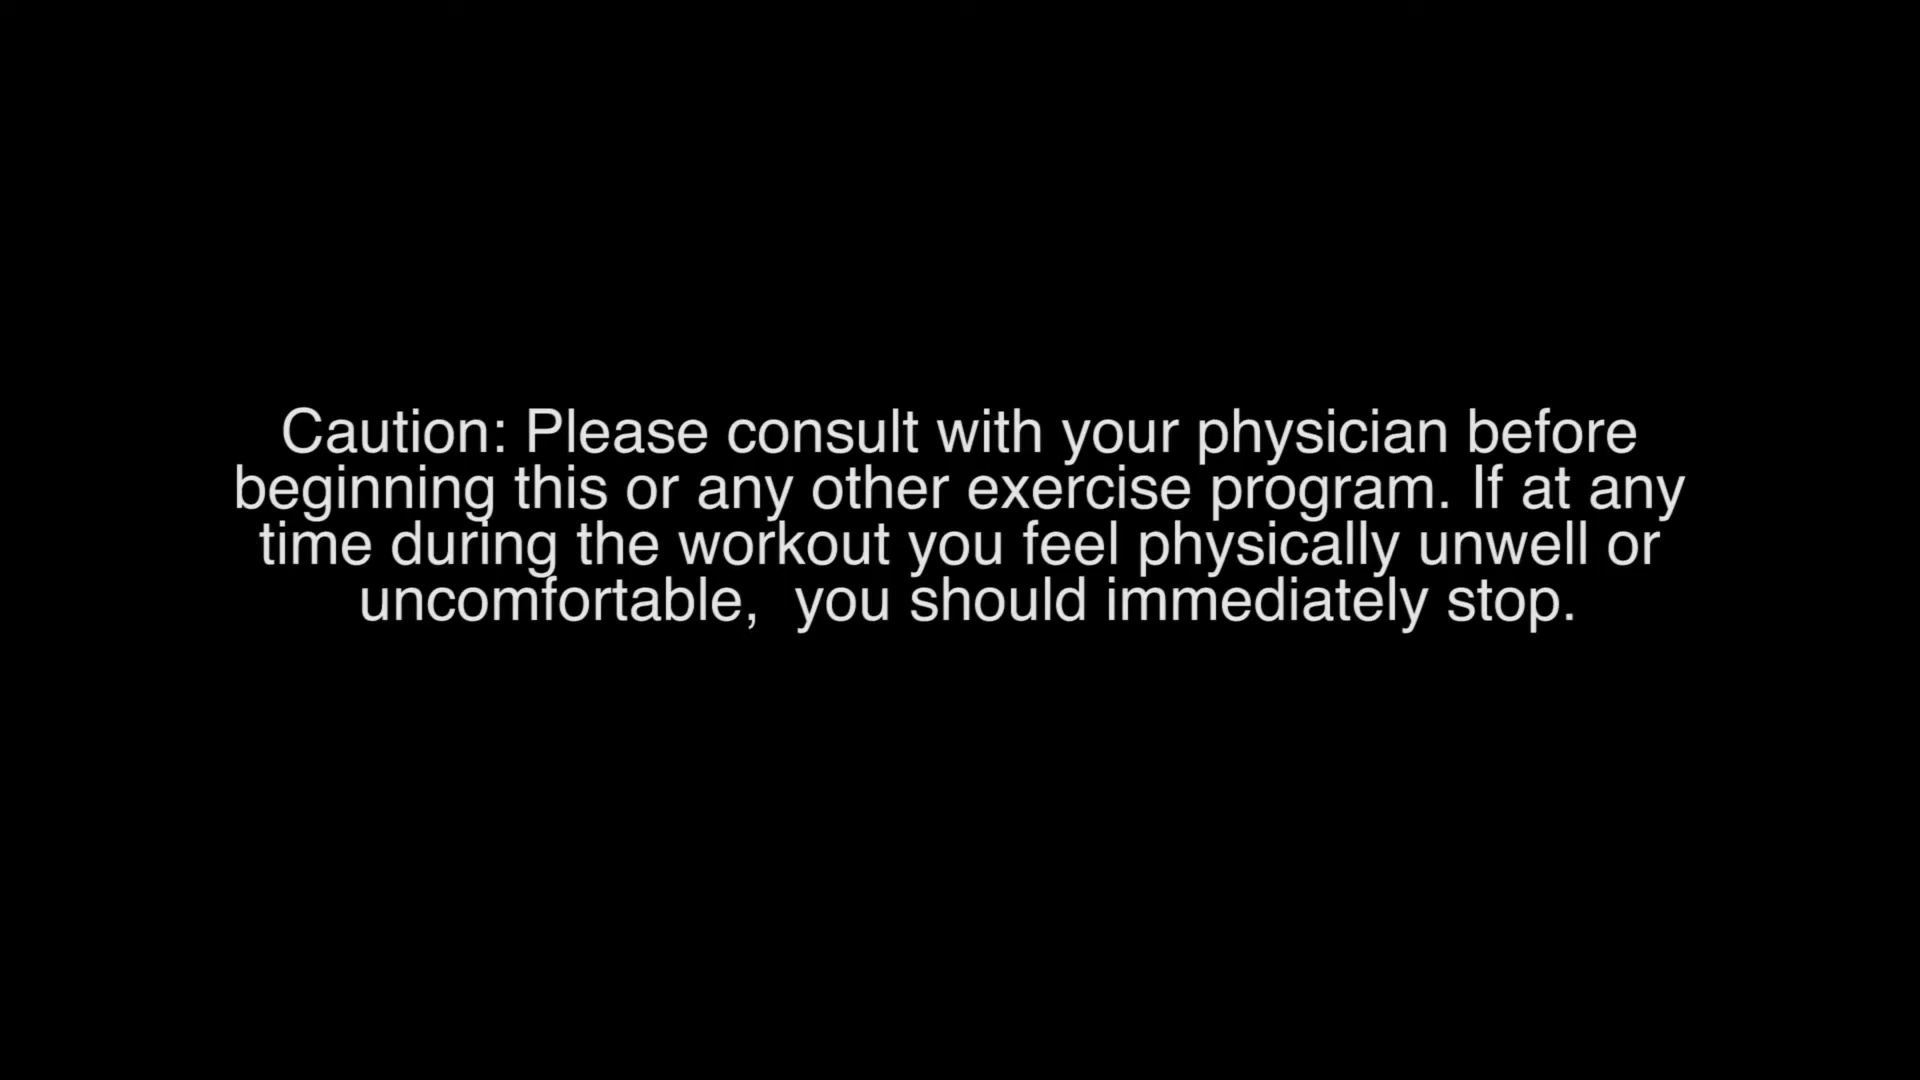 Caution: Please consult with your physician before
beginning this or any other exercise program. If at any
time during the workout you feel physically unwell or
uncomfortable,  you should immediately stop.